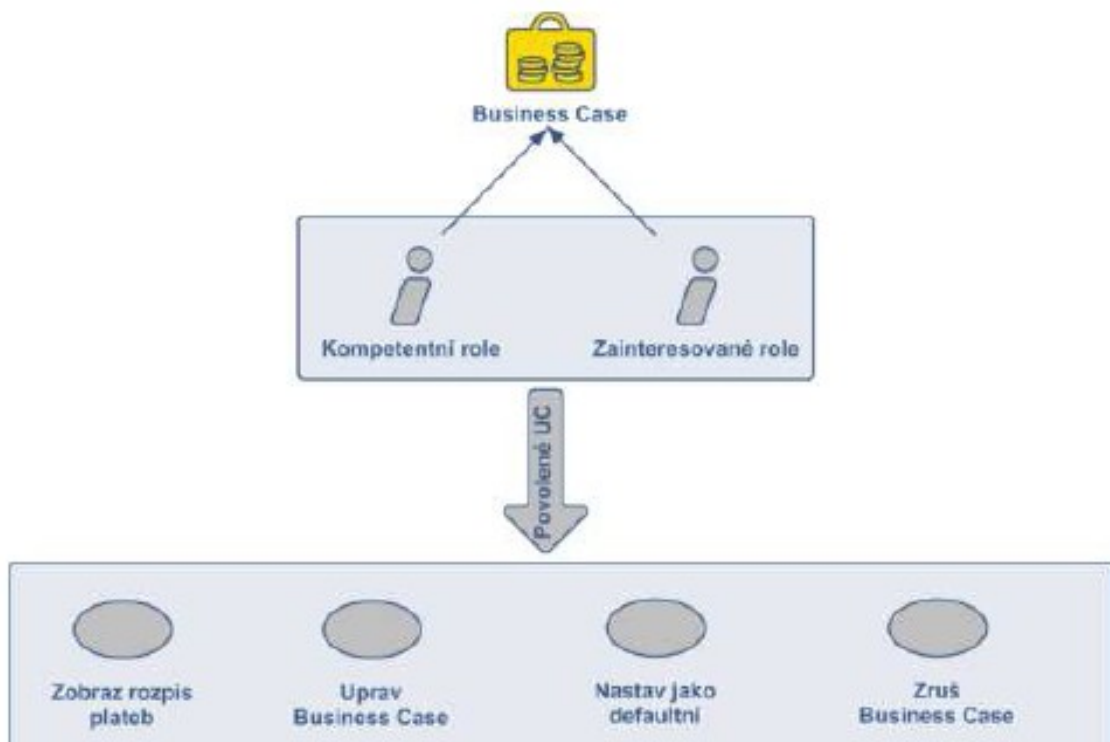 Business Case
Kompetentní role
Zainteresované role
Povolené UC
Zobraz rozpis
plateb
Uprav
Business Case
Nastav jako
defaultní
Zruš
Business Case